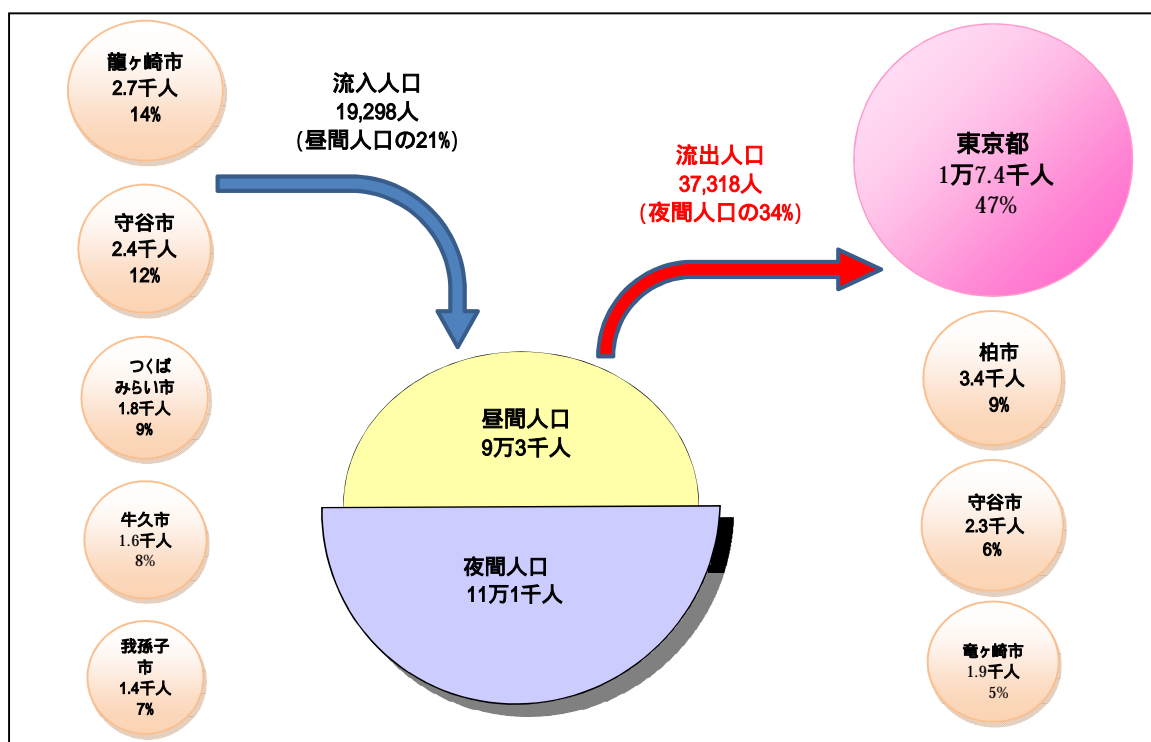 龍ヶ崎市
2.7千人
14%
守谷市
2.4千人
12%
つくば
みらい市
1.8千人
9%
牛久市
1.6千人
8%
我孫子
市
1.4千人
7%
流入人口
19,298人
(昼間人口の21%)
流出人口
37,318人
(夜間人口の34%)
昼間人口
9万3千人
夜間人口
11万1千人
東京都
1万7.4千人
47%
柏市
3.4千人
9%
守谷市
2.3千人
6%
竜ヶ崎市
1.9千人
5%